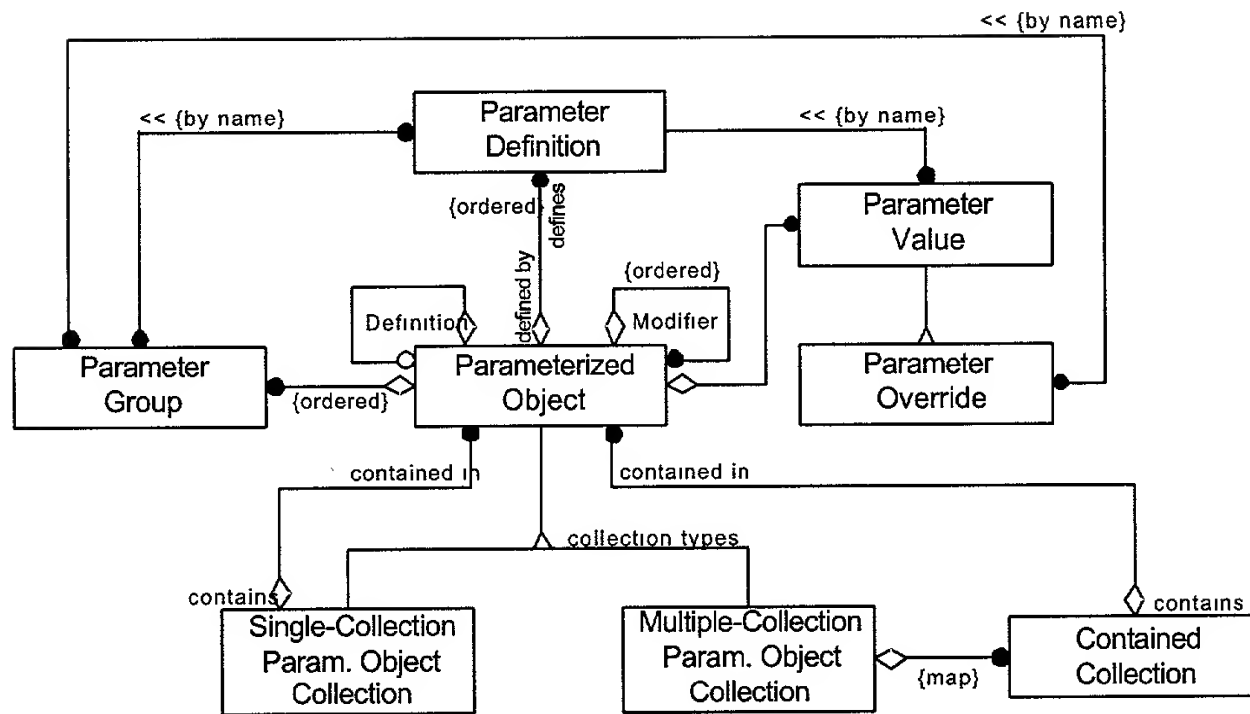 << {by name}
Parameter
Definition
<< {by name}
<< {by name}
{ordered}
defines
defined by
Parameter
Value
{ordered}
Definition
Modifier
Parameter
Group
{ordered}
Parameterized
Object
Parameter
Override
contained in
contained in
collection types
contains
contains
Single-Collection
Param. Object
Collection
Multiple-Collection
Param. Object
Collection
{map}
Contained
Collection